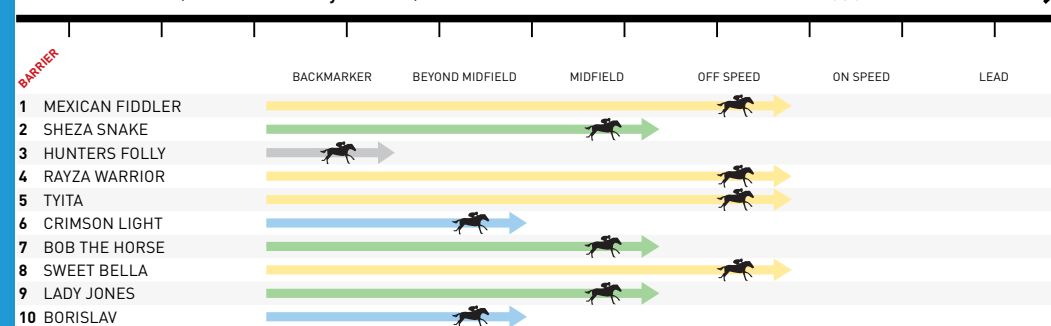 BARRIER
BACKMARKER BEYOND MIDFIELD MIDFIELD OFF SPEED ON SPEED LEAD
1 MEXICAN FIDDLER
2 SHEZA SNAKE
3 HUNTERS FOLLY
4 RAYZA WARRIOR
5 TYITA
6 CRIMSON LIGHT
7 BOB THE HORSE
8 SWEET BELLA
9 LADY JONES
10 BORISLAV